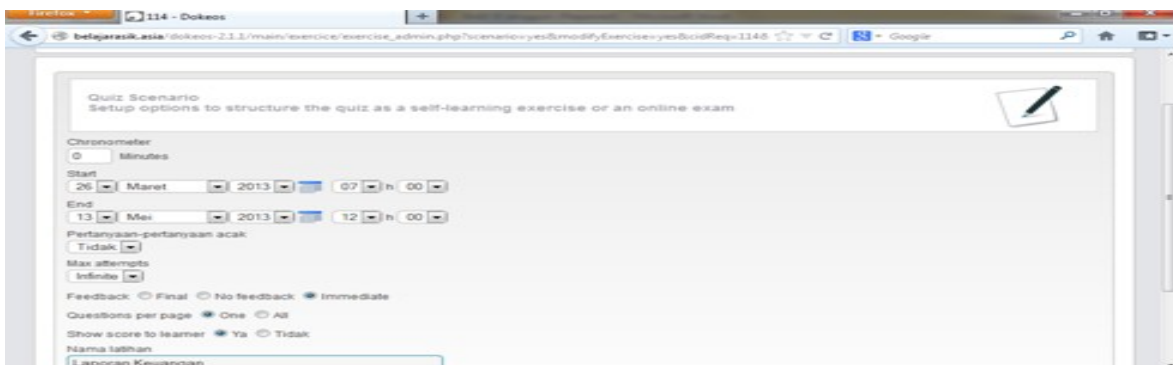 Firefox
114 - Dokeos
belajarasik.asia/dokeos-2.1.1/main/exercice/exercise_admin.php?scenario=yes&modifyExercise=yes&cidReq=114&
Google
Quiz Scenario
Setup options to structure the quiz as a self-learning exercise or an online exam
Chronometer
0 Minutes
Start
26 Maret 2013 07 h 00
End
13 Mei 2013 12 h 00
Pertanyaan-pertanyaan acak
Tidak
Max attempts
Infinite
Feedback Final No feedback Immediate
Questions per page One All
Show score to learner Ya Tidak
Nama latihan
Laporan Kewangan